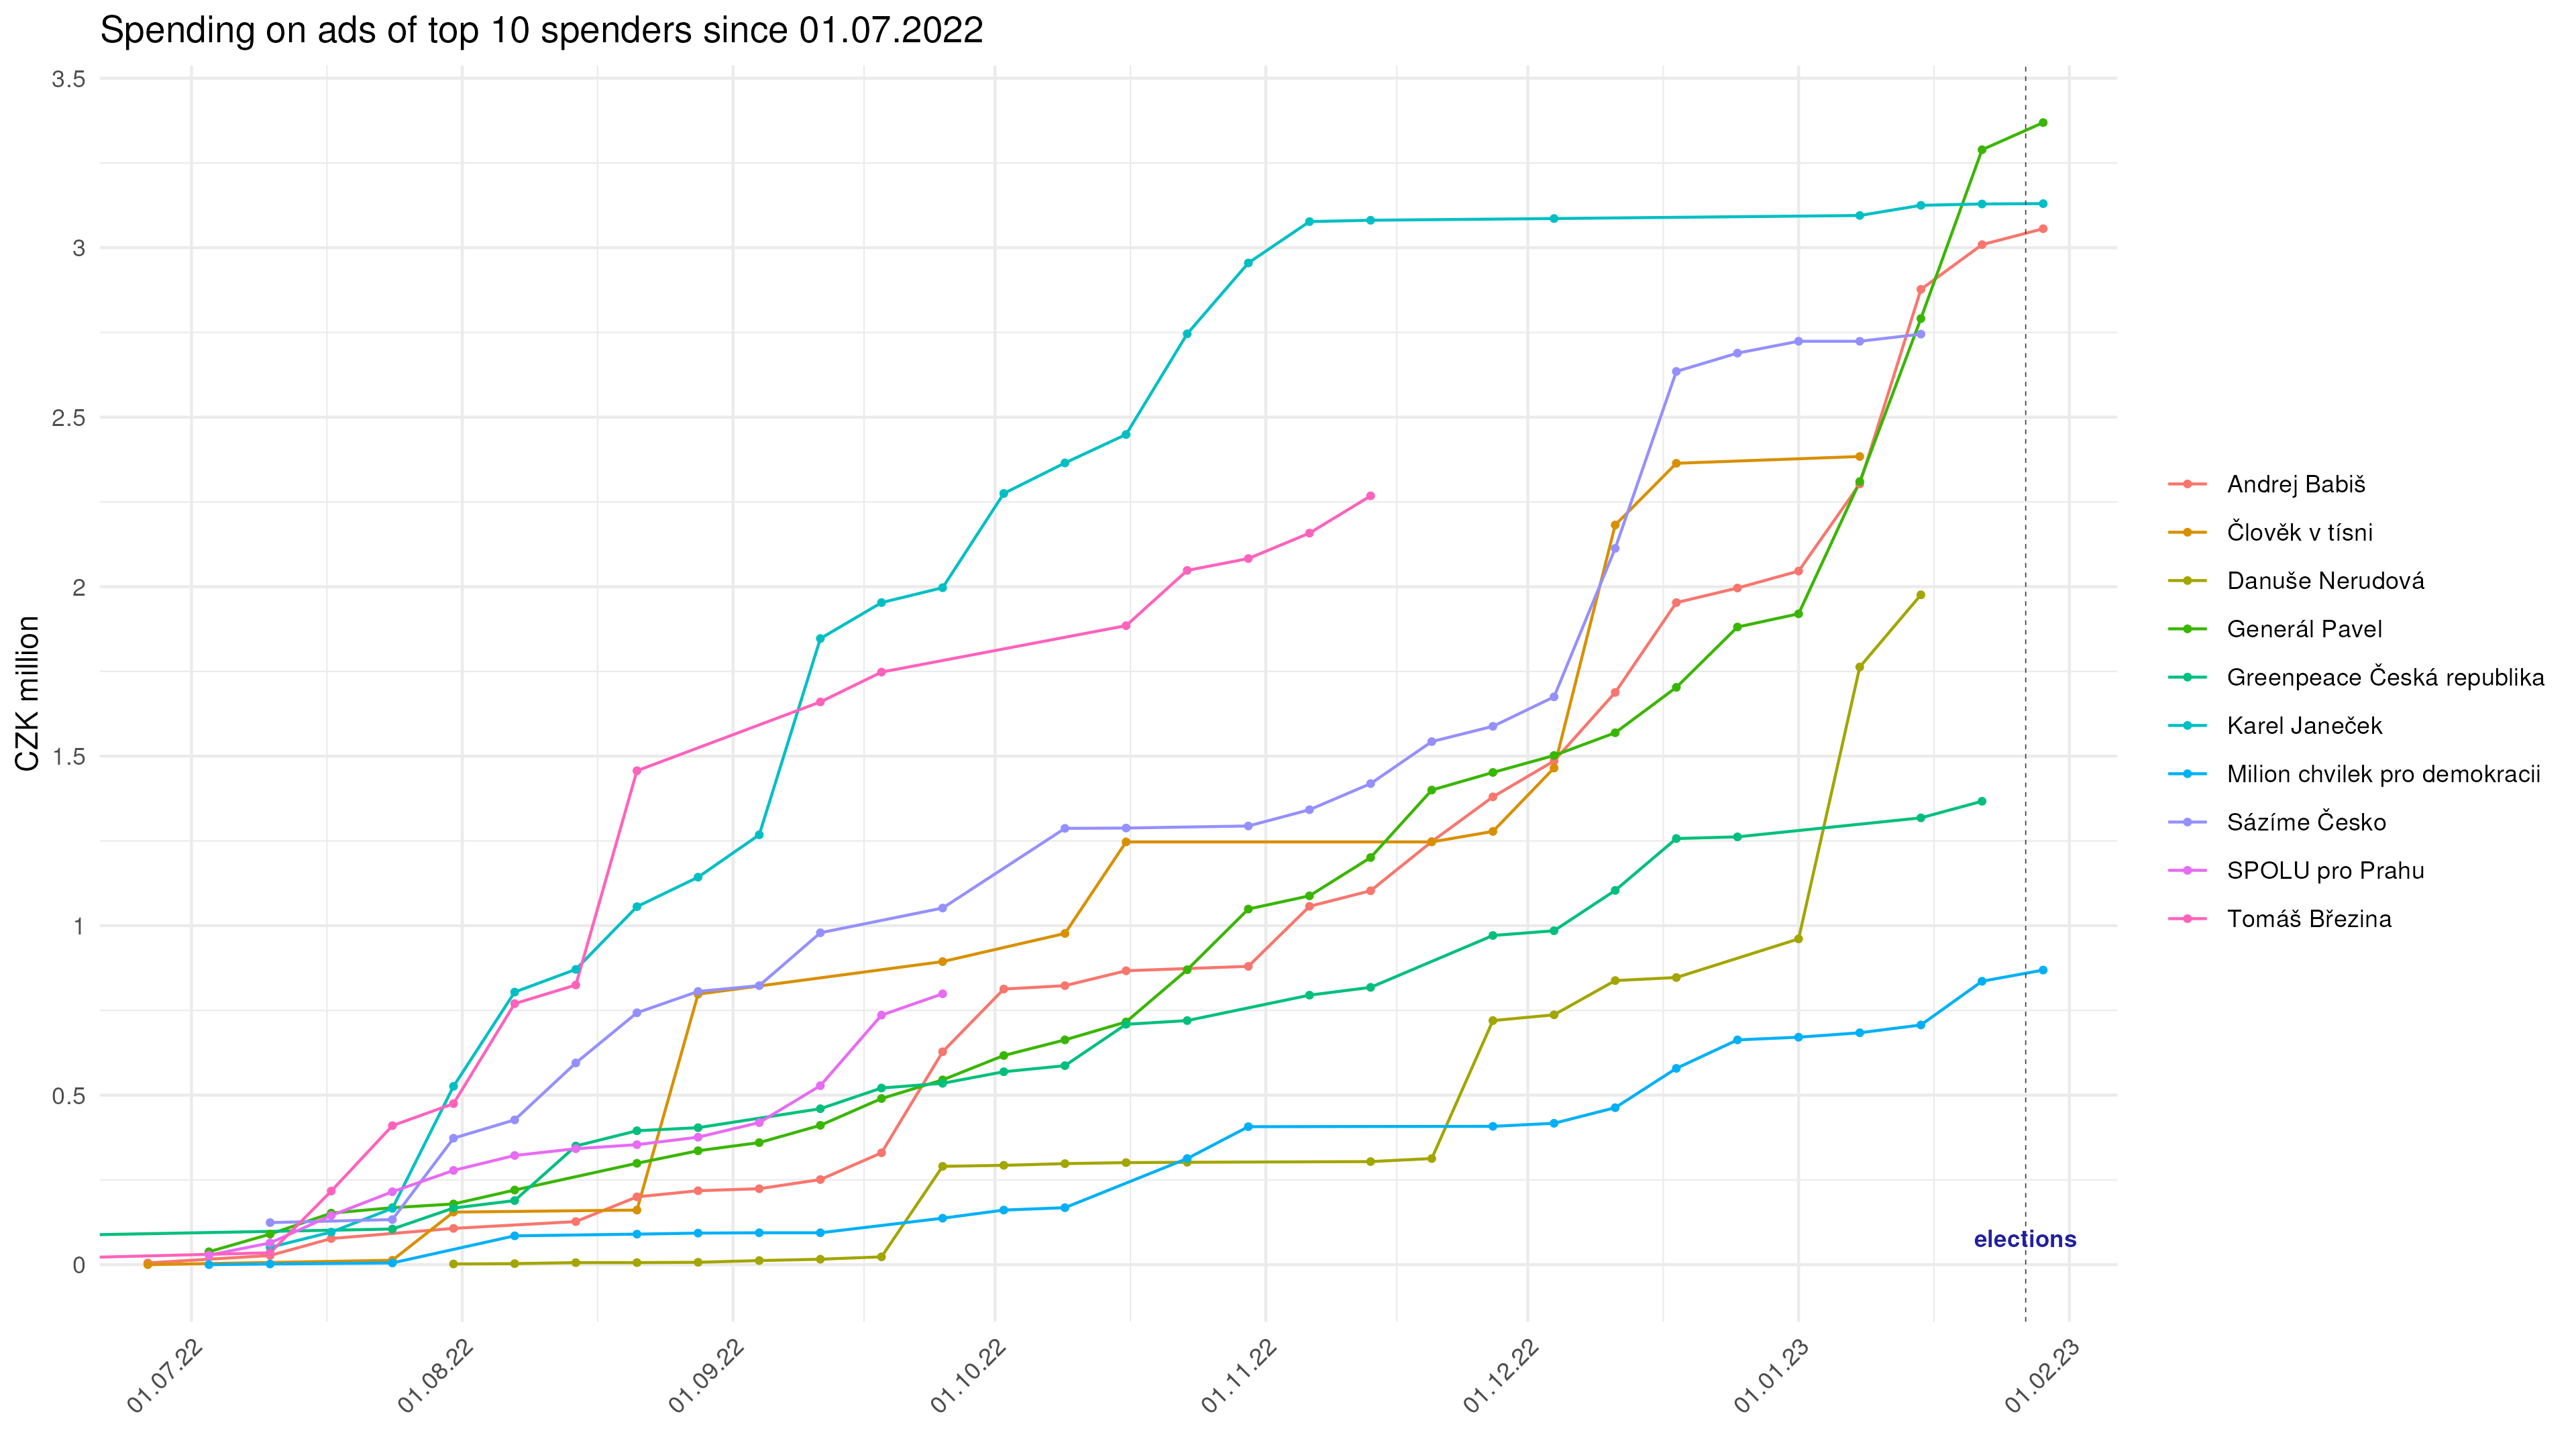 Spending on ads of top 10 spenders since 01.07.2022
CZK million
3.5
3
2.5
2
1.5
1
0.5
0
elections
01.07.22
01.08.22
01.09.22
01.10.22
01.11.22
01.12.22
01.01.23
01.02.23
Andrej Babiš
Člověk v tísni
Danuše Nerudová
Generál Pavel
Greenpeace Česká republika
Karel Janeček
Milion chvilek pro demokracii
Sázíme Česko
SPOLU pro Prahu
Tomáš Březina